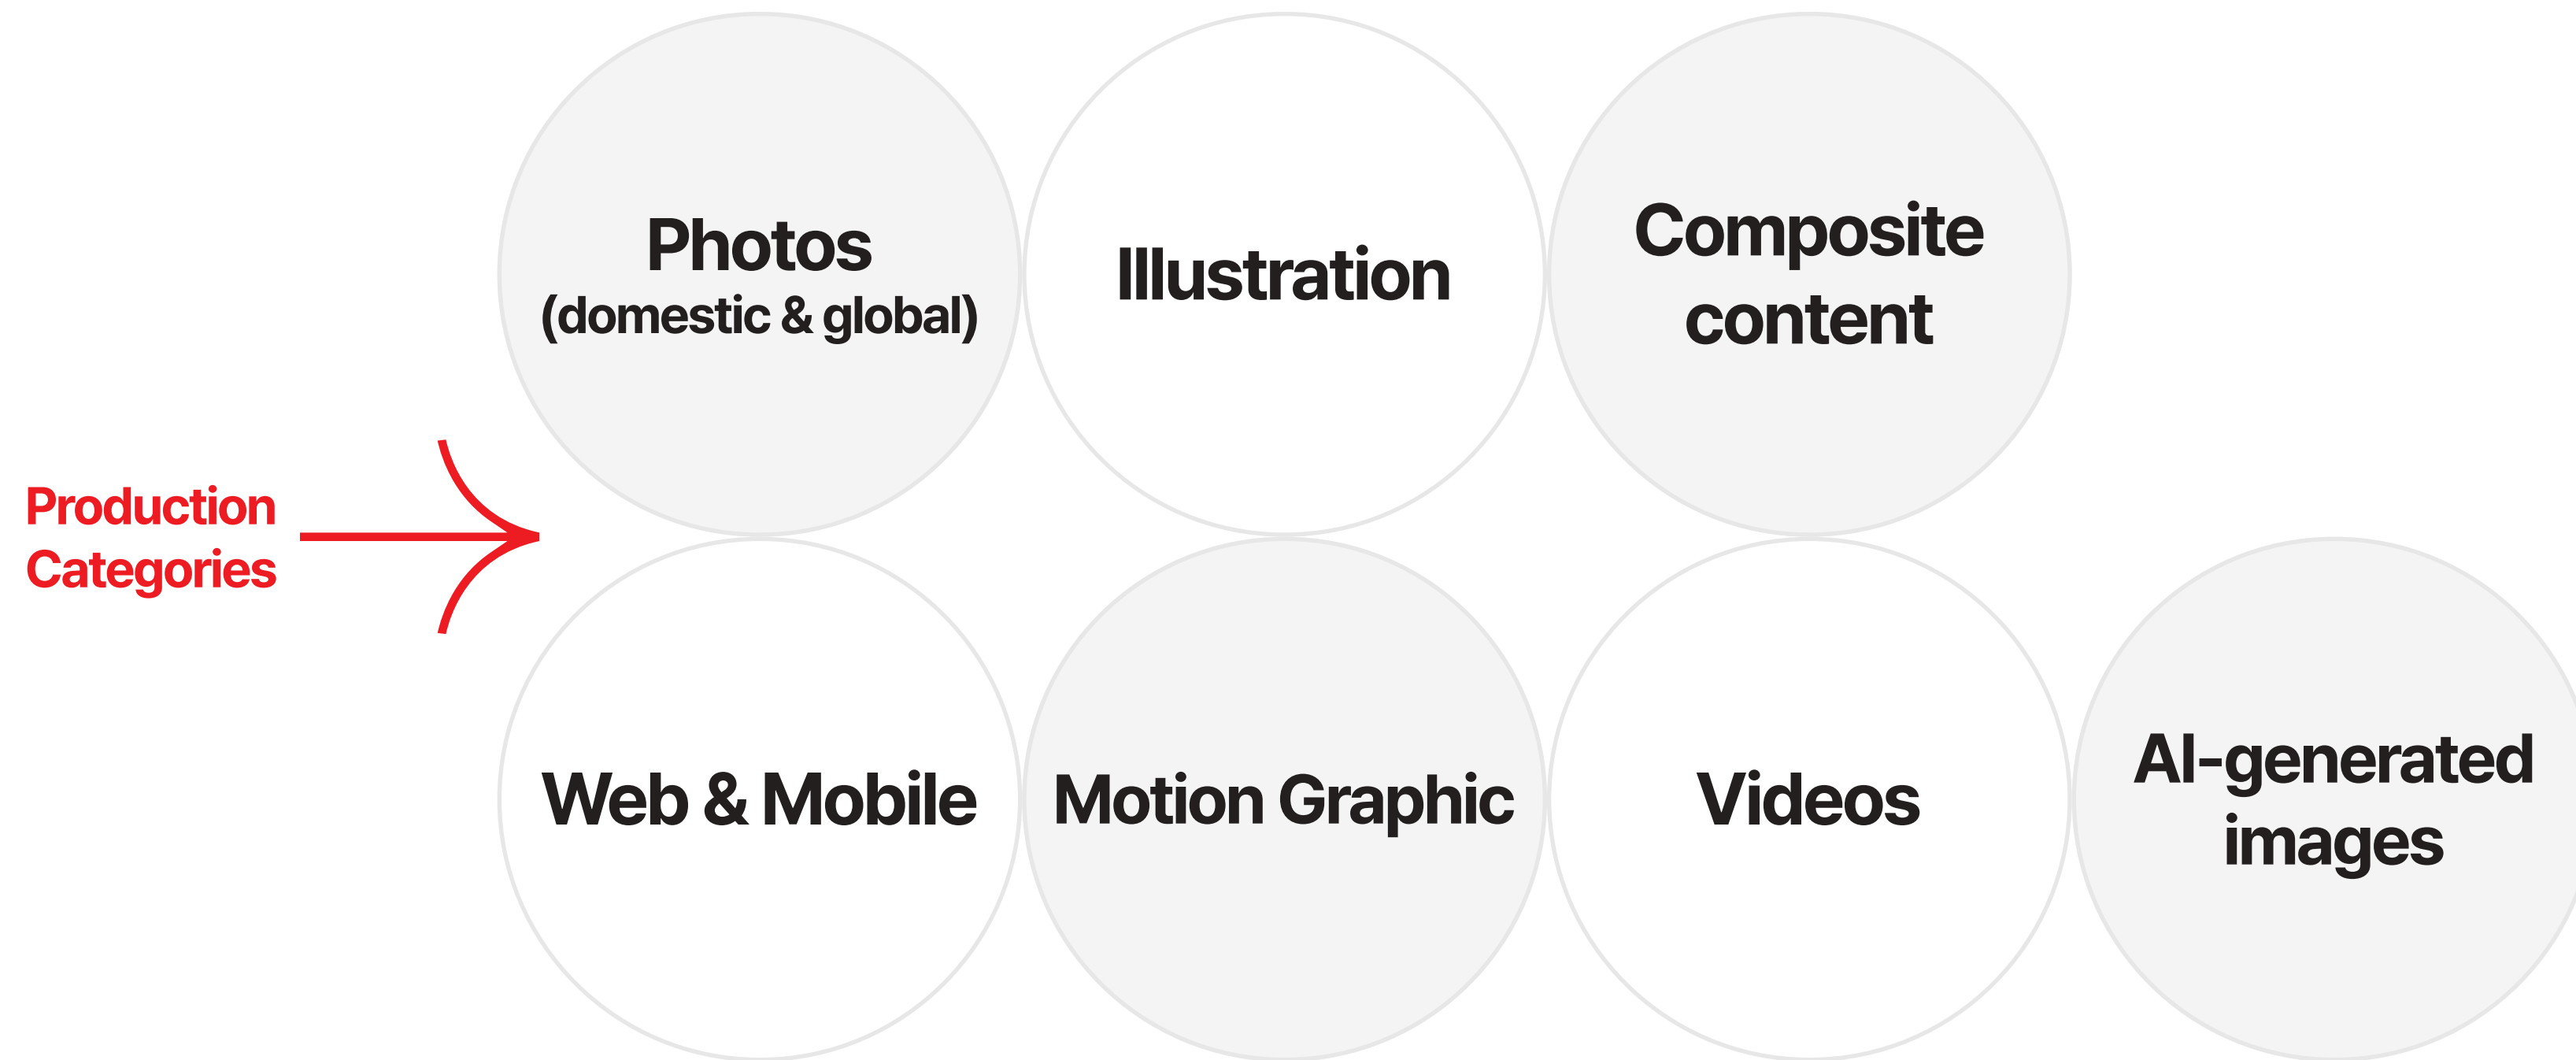 Photos
(domestic & global)
Illustration
Composite
content
Production
Categories
Web & Mobile
Motion Graphic
Videos
AI-generated
images